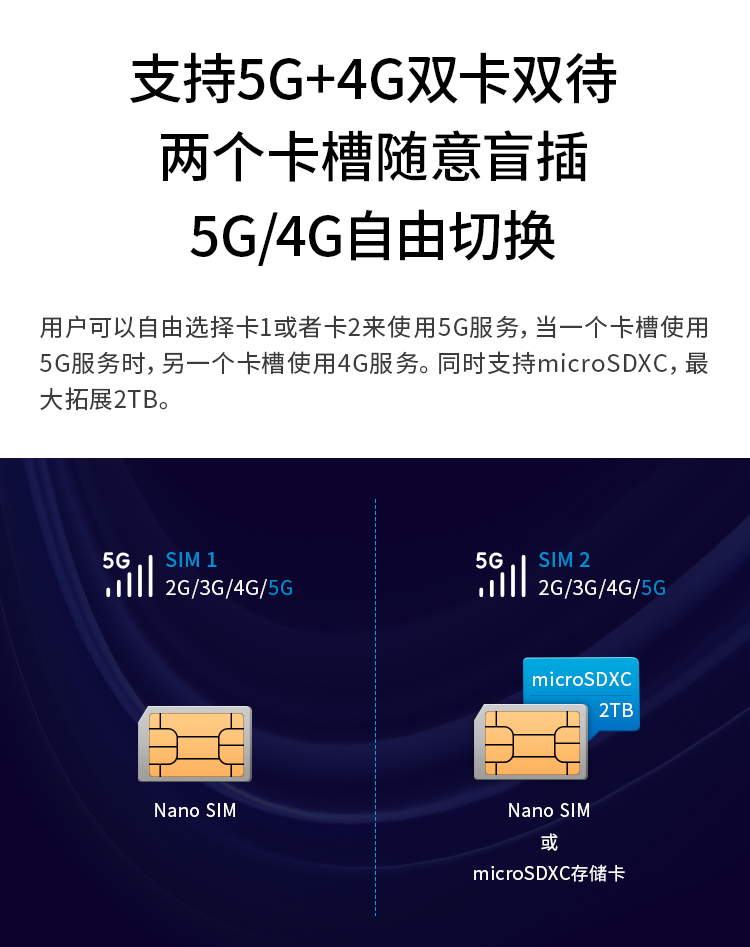 支持5G+4G双卡双待
两个卡槽随意盲插
5G/4G自由切换
用户可以自由选择卡1或者卡2来使用5G服务，当一个卡槽使用
5G服务时，另一个卡槽使用4G服务。同时支持microSDXC，最
大拓展2TB。
5G SIM 1
2G/3G/4G/5G
5G SIM 2
2G/3G/4G/5G
microSDXC
2TB
Nano SIM
Nano SIM
或
microSDXC存储卡